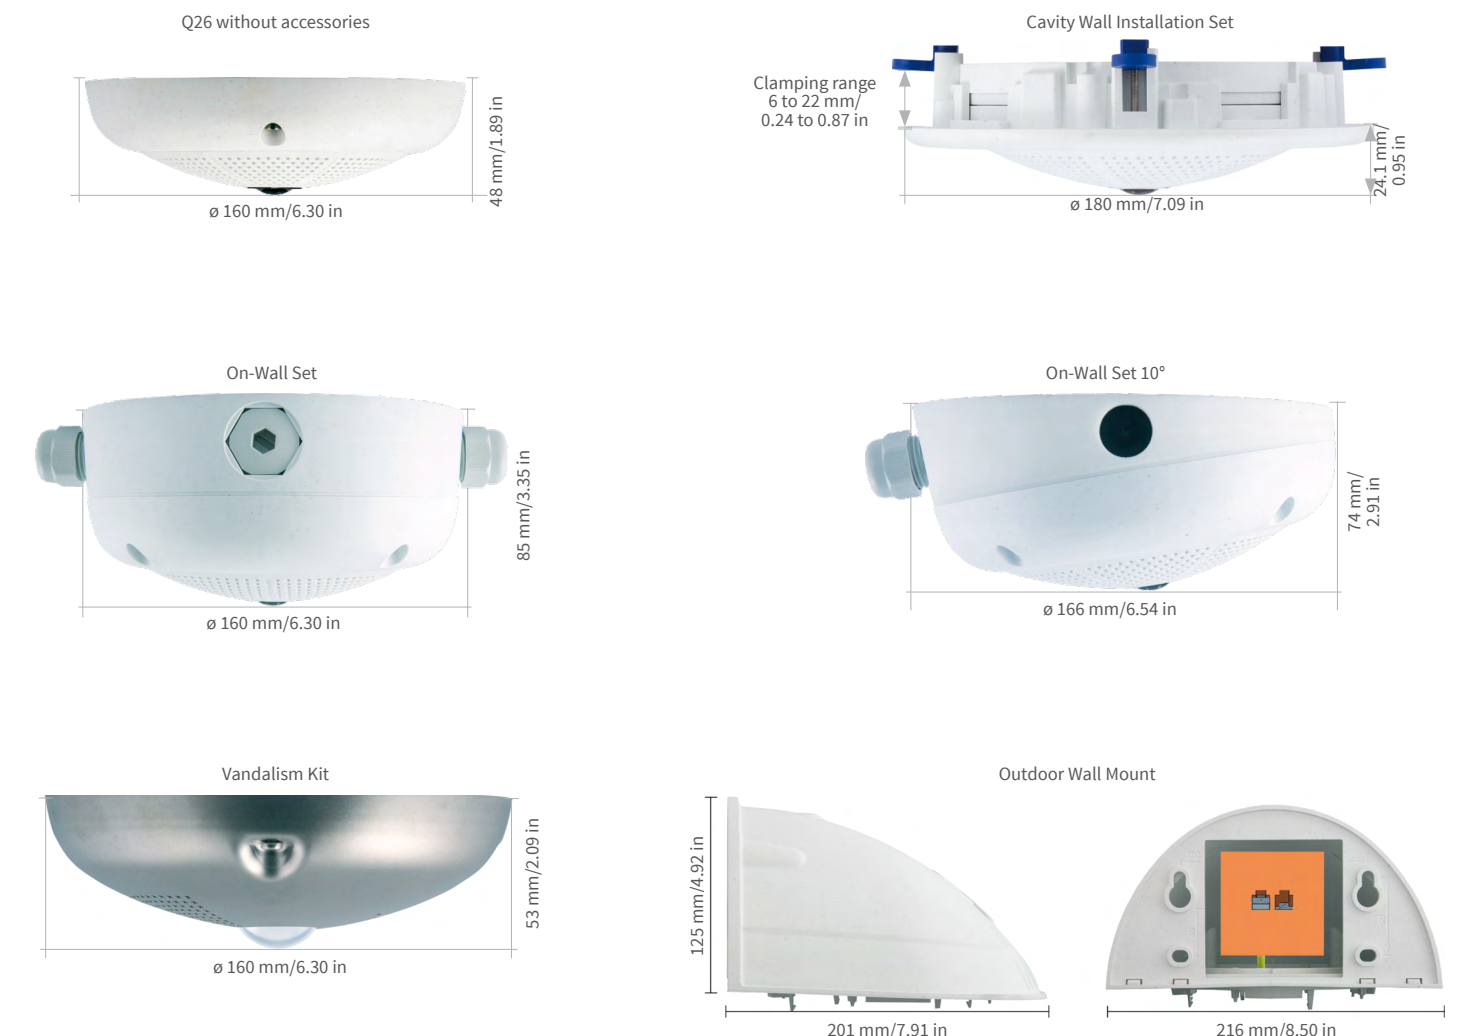 Q26 without accessories
48 mm/1.89 in
ø 160 mm/6.30 in
Cavity Wall Installation Set
Clamping range
6 to 22 mm/
0.24 to 0.87 in
24.1 mm/
0.95 in
ø 180 mm/7.09 in
On-Wall Set
85 mm/3.35 in
ø 160 mm/6.30 in
On-Wall Set 10°
74 mm/
2.91 in
ø 166 mm/6.54 in
Vandalism Kit
53 mm/2.09 in
ø 160 mm/6.30 in
Outdoor Wall Mount
125 mm/4.92 in
201 mm/7.91 in
216 mm/8.50 in